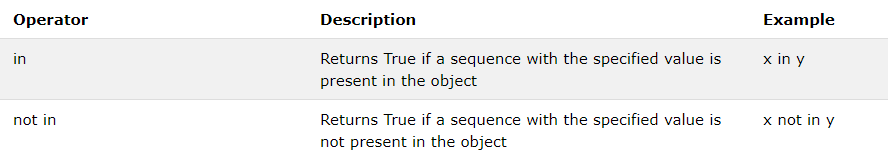 Operator Description Example
in Returns True if a sequence with the specified value is x in y
present in the object
not in Returns True if a sequence with the specified value is x not in y
not present in the object